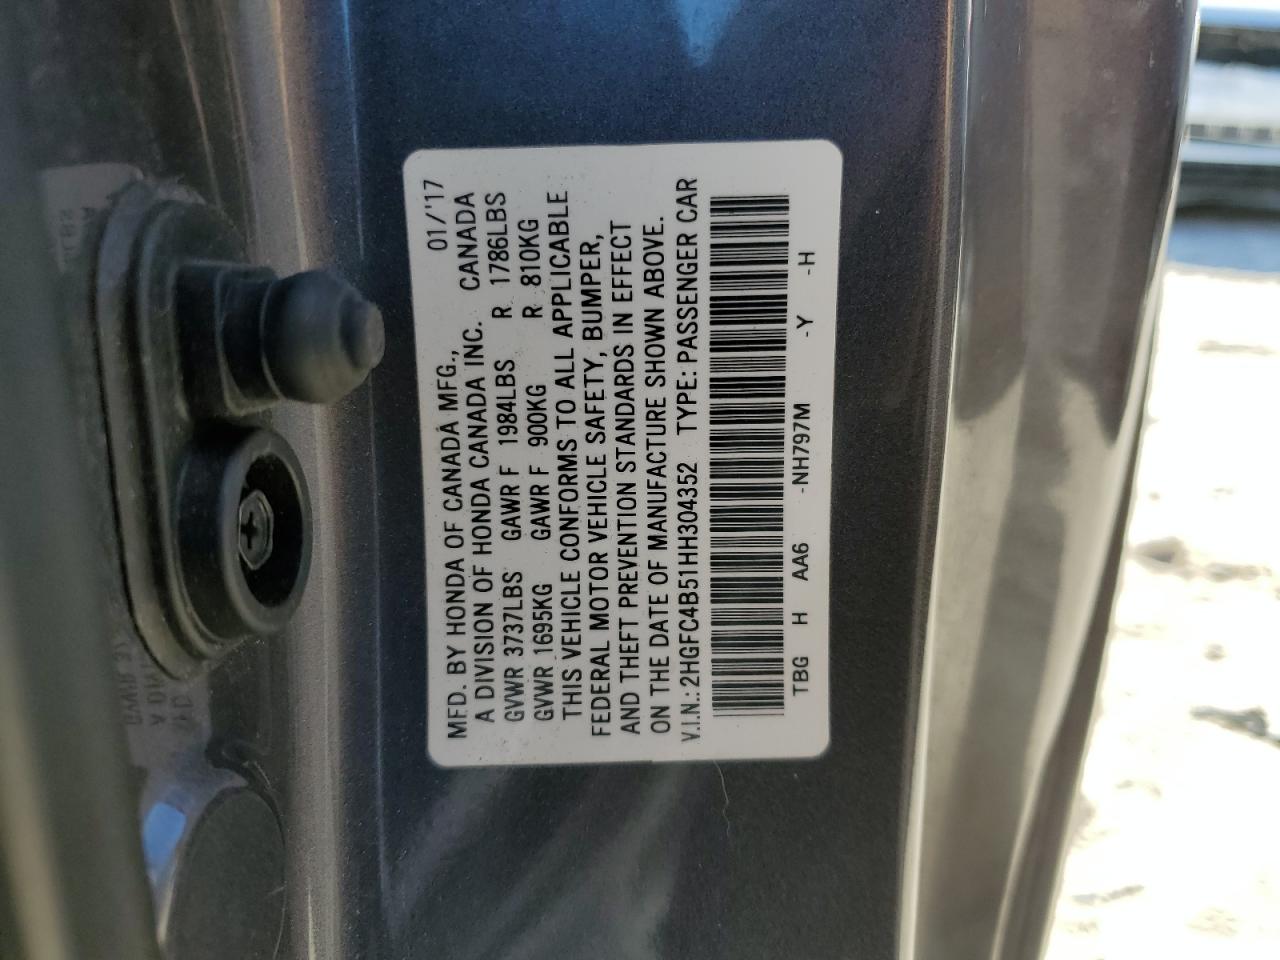 MFD. BY HONDA OF CANADA MFG., 01/'17
A DIVISION OF HONDA CANADA INC. CANADA
GVWR 3737LBS GAWR F 1984LBS R 1786LBS
GVWR 1695KG GAWR F 900KG R 810KG
THIS VEHICLE CONFORMS TO ALL APPLICABLE
FEDERAL MOTOR VEHICLE SAFETY, BUMPER,
AND THEFT PREVENTION STANDARDS IN EFFECT
ON THE DATE OF MANUFACTURE SHOWN ABOVE.
V.I.N.: 2HGFC4B51HH304352 TYPE: PASSENGER CAR
TBG H AA6 -NH797M -Y -H